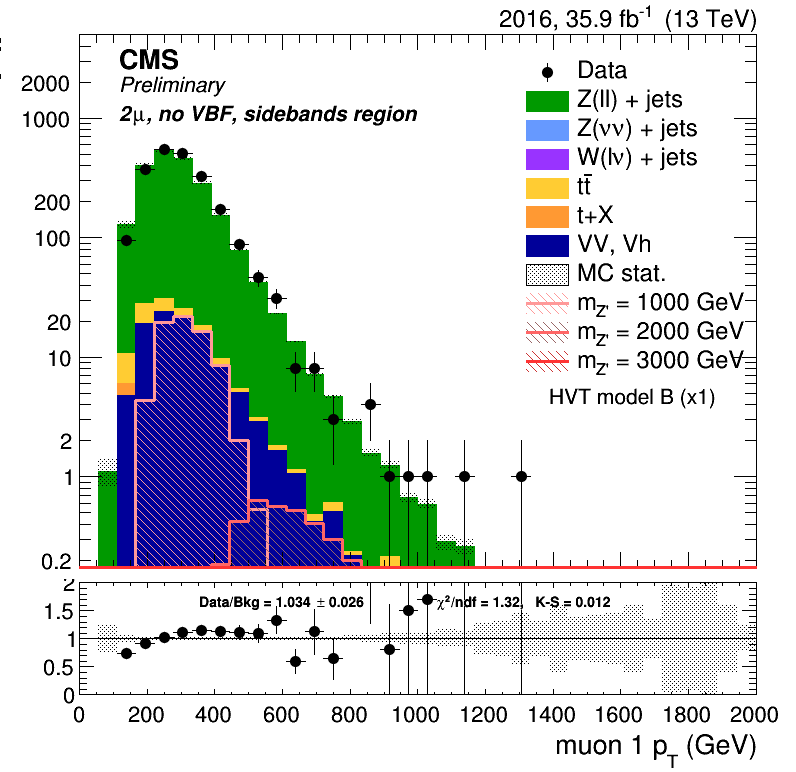 2016, 35.9 fb⁻¹ (13 TeV)
CMS
Preliminary
2μ, no VBF, sidebands region
Data
Z(ll) + jets
Z(νν) + jets
W(lν) + jets
tt̄
t+X
VV, Vh
MC stat.
m_Z' = 1000 GeV
m_Z' = 2000 GeV
m_Z' = 3000 GeV
HVT model B (x1)
2000
1000
200
100
20
10
2
1
0.2
Data/Bkg = 1.034 ± 0.026
χ²/ndf = 1.32, K-S = 0.012
2
1.5
1
0.5
0
0 200 400 600 800 1000 1200 1400 1600 1800 2000
muon 1 p_T (GeV)